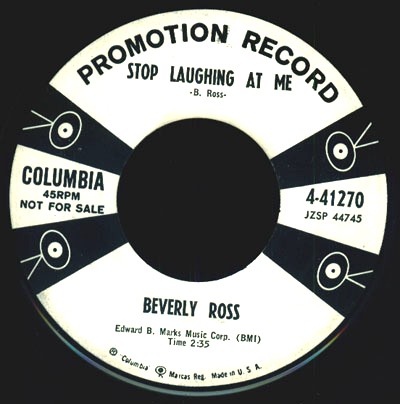 PROMOTION RECORD
STOP LAUGHING AT ME
-B. Ross-
COLUMBIA
45RPM
NOT FOR SALE
4-41270
JZSP 44745
BEVERLY ROSS
Edward B. Marks Music Corp. (BMI)
Time 2:35
℗ Columbia Marcas Reg. Made in U. S. A.